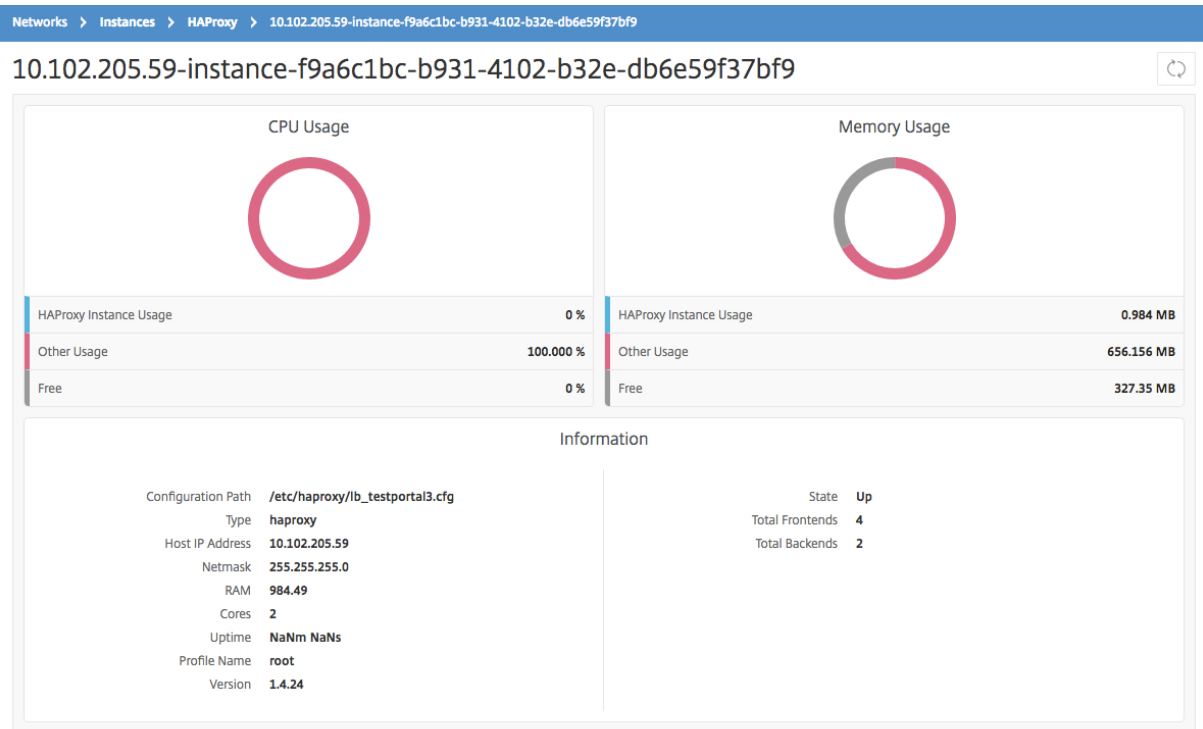 Networks > Instances > HAProxy > 10.102.205.59-instance-f9a6c1bc-b931-4102-b32e-db6e59f37bf9
10.102.205.59-instance-f9a6c1bc-b931-4102-b32e-db6e59f37bf9
CPU Usage
HAProxy Instance Usage 0 %
Other Usage 100.000 %
Free 0 %
Memory Usage
HAProxy Instance Usage 0.984 MB
Other Usage 656.156 MB
Free 327.35 MB
Information
Configuration Path /etc/haproxy/lb_testportal3.cfg
Type haproxy
Host IP Address 10.102.205.59
Netmask 255.255.255.0
RAM 984.49
Cores 2
Uptime NaNm NaNs
Profile Name root
Version 1.4.24
State Up
Total Frontends 4
Total Backends 2